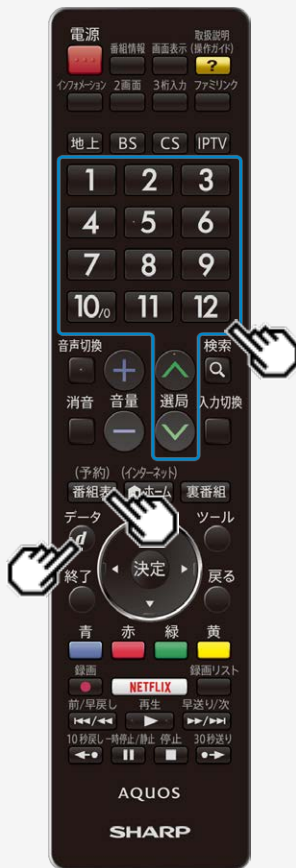 電源
取扱説明
番組情報 画面表示 (操作ガイド)
?
インフォメーション 2画面 3桁入力 ファミリンク
地上 BS CS IPTV
1 2 3
4 5 6
7 8 9
10/0 11 12
音声切換 検索
+
消音 音量 選局 入力切換
−
(予約) (インターネット)
番組表 ホーム 裏番組
データ ツール
d
決定
終了 戻る
青 赤 緑 黄
録画 録画リスト
NETFLIX
前/早戻し 再生 早送り/次
10秒戻し 一時停止/静止 停止 30秒送り
AQUOS
SHARP